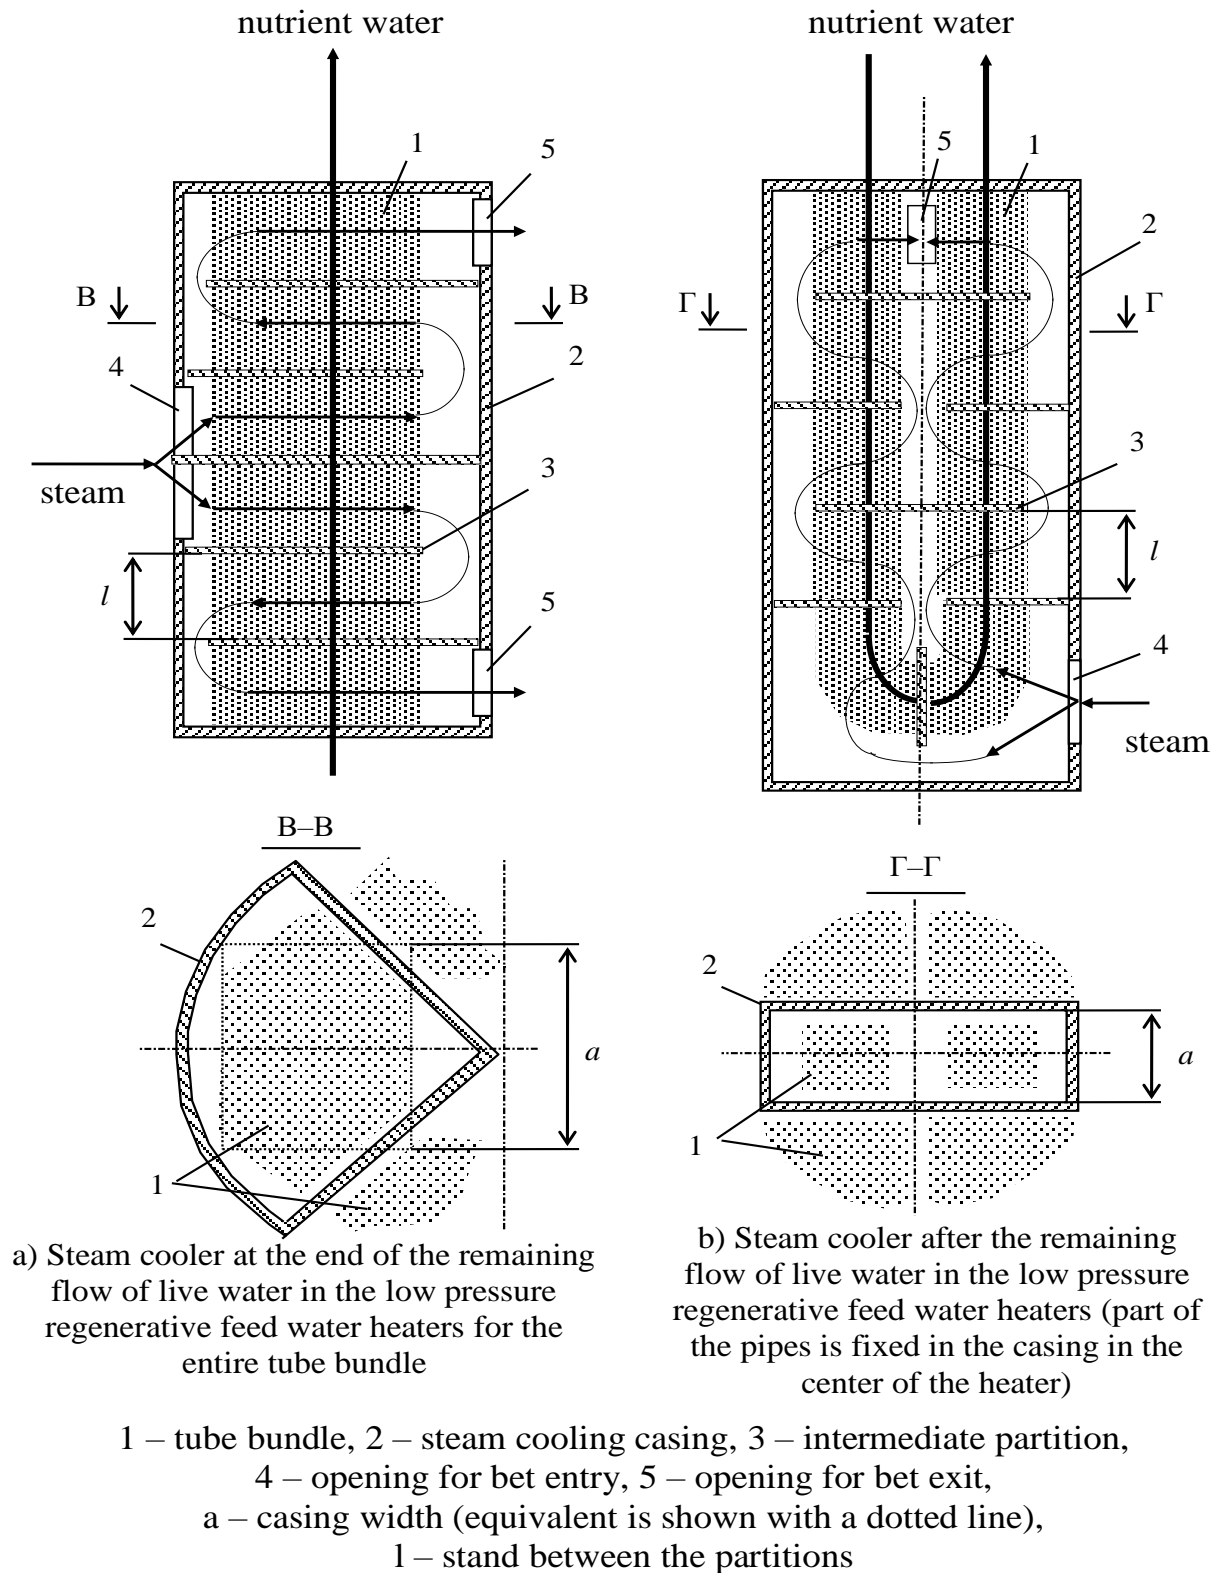 nutrient water
nutrient water
1
5
5
1
2
B
B
Г
Г
4
2
3
3
steam
l
l
5
4
steam
B–B
Г–Г
2
2
a
a
1
1
a) Steam cooler at the end of the remaining
flow of live water in the low pressure
regenerative feed water heaters for the
entire tube bundle
b) Steam cooler after the remaining
flow of live water in the low pressure
regenerative feed water heaters (part of
the pipes is fixed in the casing in the
center of the heater)
1 – tube bundle, 2 – steam cooling casing, 3 – intermediate partition,
4 – opening for bet entry, 5 – opening for bet exit,
a – casing width (equivalent is shown with a dotted line),
l – stand between the partitions